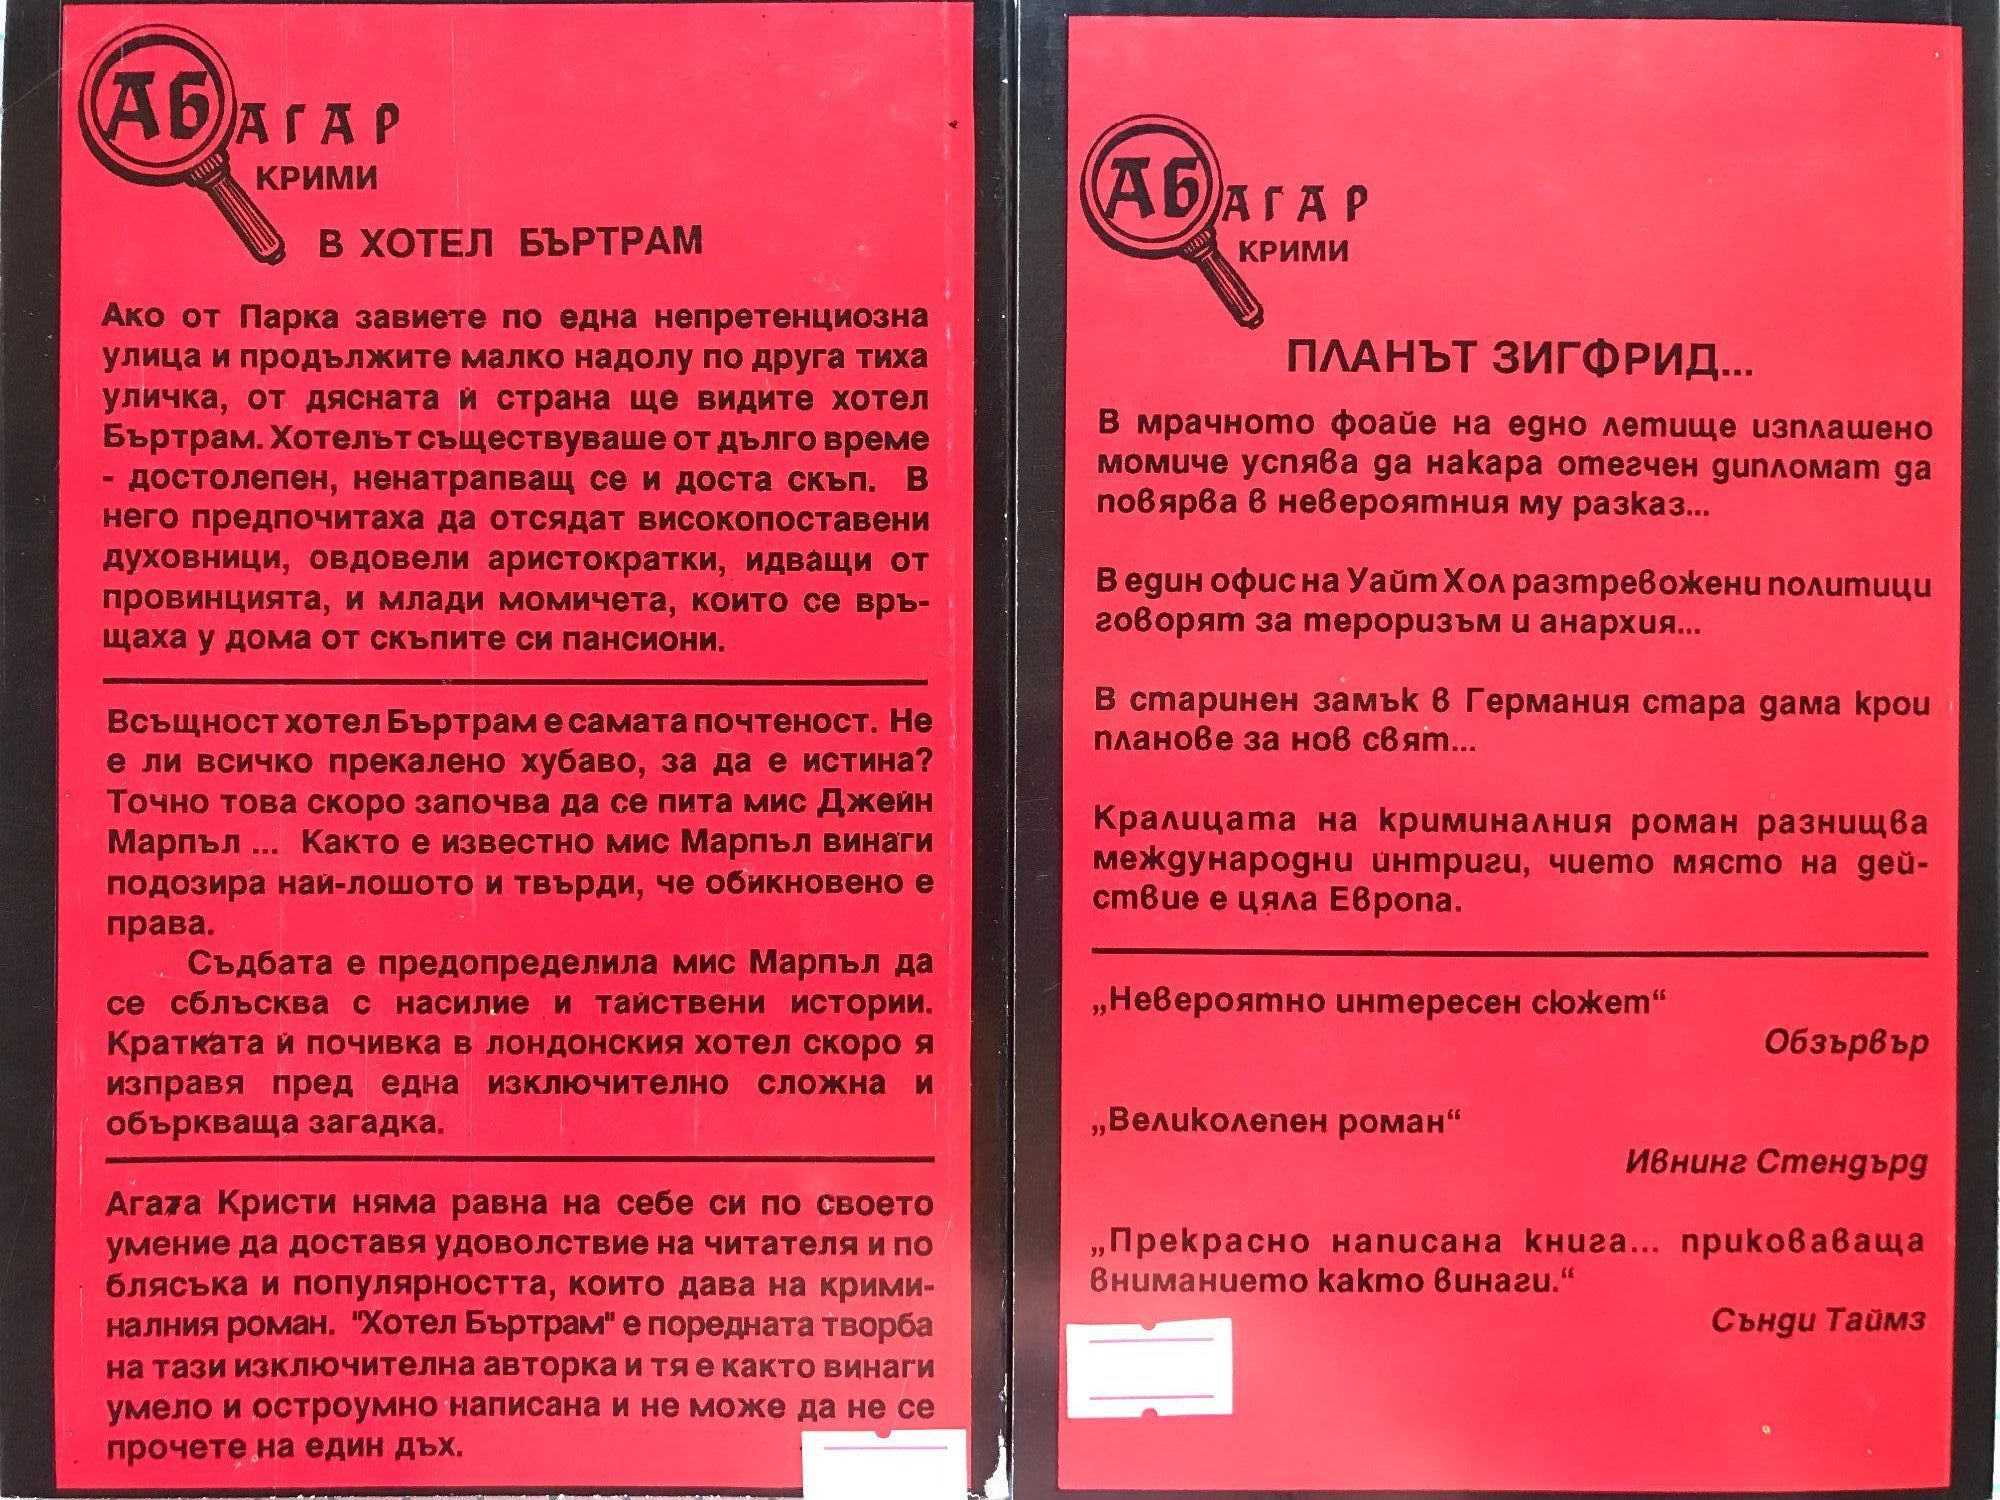 АБАГАР
КРИМИ
В ХОТЕЛ БЪРТРАМ
Ако от Парка завиете по една непретенциозна
улица и продължите малко надолу по друга тиха
уличка, от дясната ѝ страна ще видите хотел
Бъртрам. Хотелът съществуваше от дълго време
- достолепен, ненатрапващ се и доста скъп. В
него предпочитаха да отсядат високопоставени
духовници, овдовели аристократки, идващи от
провинцията, и млади момичета, които се връ-
щаха у дома от скъпите си пансиони.
Всъщност хотел Бъртрам е самата почтеност. Не
е ли всичко прекалено хубаво, за да е истина?
Точно това скоро започва да се пита мис Джейн
Марпъл ... Както е известно мис Марпъл винаги
подозира най-лошото и твърди, че обикновено е
права.
Съдбата е предопределила мис Марпъл да
се сблъсква с насилие и тайствени истории.
Кратката ѝ почивка в лондонския хотел скоро я
изправя пред една изключително сложна и
объркваща загадка.
Агата Кристи няма равна на себе си по своето
умение да доставя удоволствие на читателя и по
блясъка и популярността, които дава на крими-
налния роман. "Хотел Бъртрам" е поредната творба
на тази изключителна авторка и тя е както винаги
умело и остроумно написана и не може да не се
прочете на един дъх.
АБАГАР
КРИМИ
ПЛАНЪТ ЗИГФРИД...
В мрачното фоайе на едно летище изплашено
момиче успява да накара отегчен дипломат да
повярва в невероятния му разказ...
В един офис на Уайт Хол разтревожени политици
говорят за тероризъм и анархия...
В старинен замък в Германия стара дама крои
планове за нов свят...
Кралицата на криминалния роман разнищва
международни интриги, чието място на дей-
ствие е цяла Европа.
„Невероятно интересен сюжет“
Обзървър
„Великолепен роман“
Ивнинг Стендърд
„Прекрасно написана книга... приковаваща
вниманието както винаги.“
Сънди Таймз